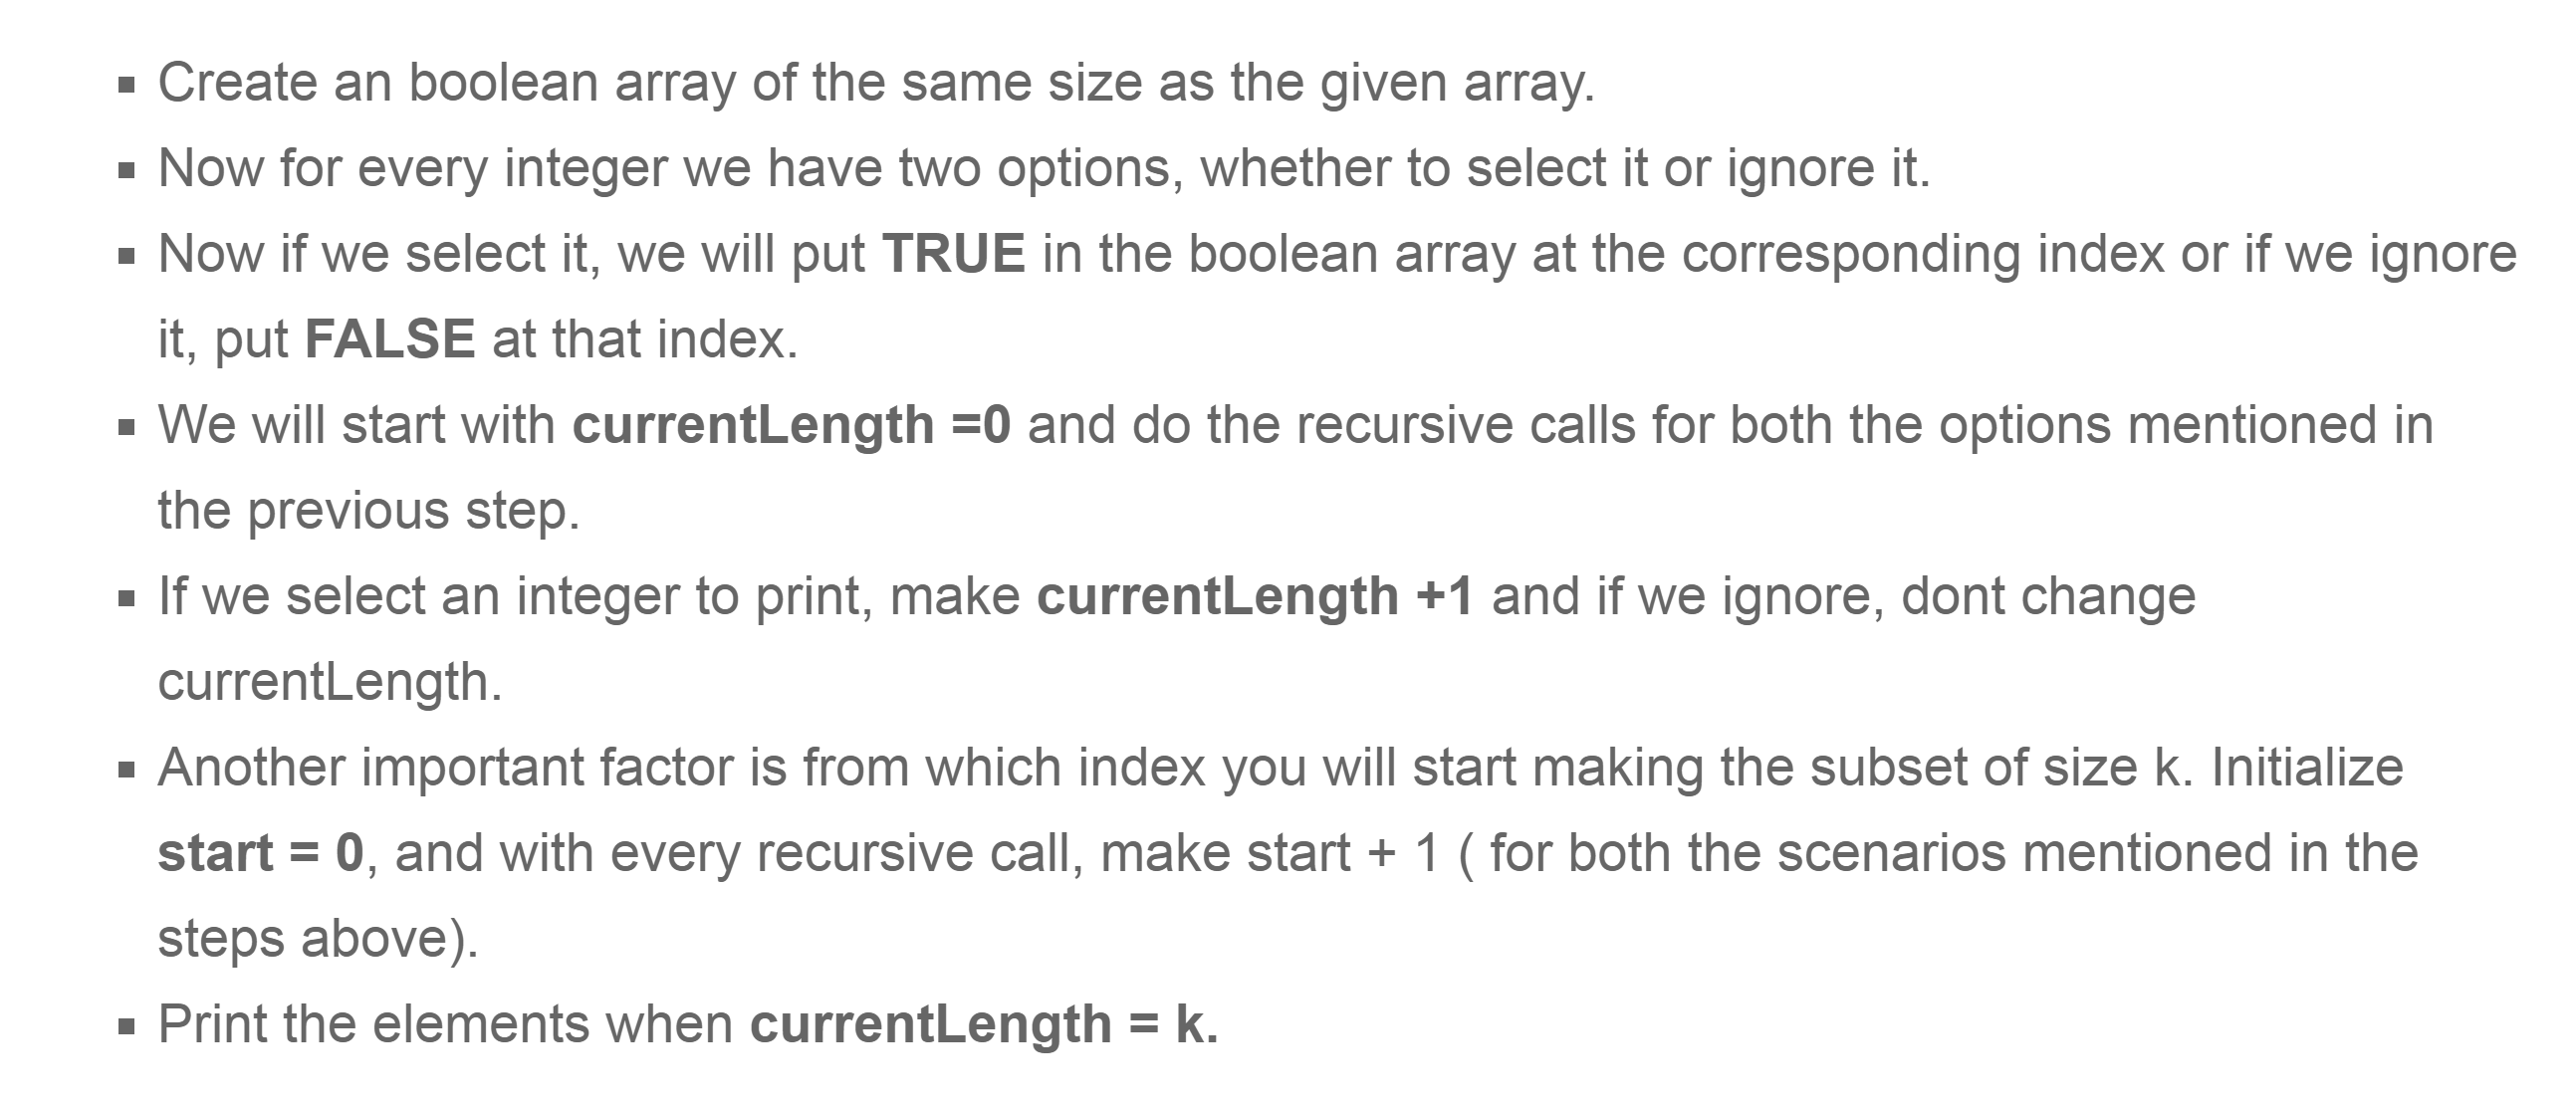 ▪ Create an boolean array of the same size as the given array.
▪ Now for every integer we have two options, whether to select it or ignore it.
▪ Now if we select it, we will put TRUE in the boolean array at the corresponding index or if we ignore
it, put FALSE at that index.
▪ We will start with currentLength =0 and do the recursive calls for both the options mentioned in
the previous step.
▪ If we select an integer to print, make currentLength +1 and if we ignore, dont change
currentLength.
▪ Another important factor is from which index you will start making the subset of size k. Initialize
start = 0, and with every recursive call, make start + 1 ( for both the scenarios mentioned in the
steps above).
▪ Print the elements when currentLength = k.